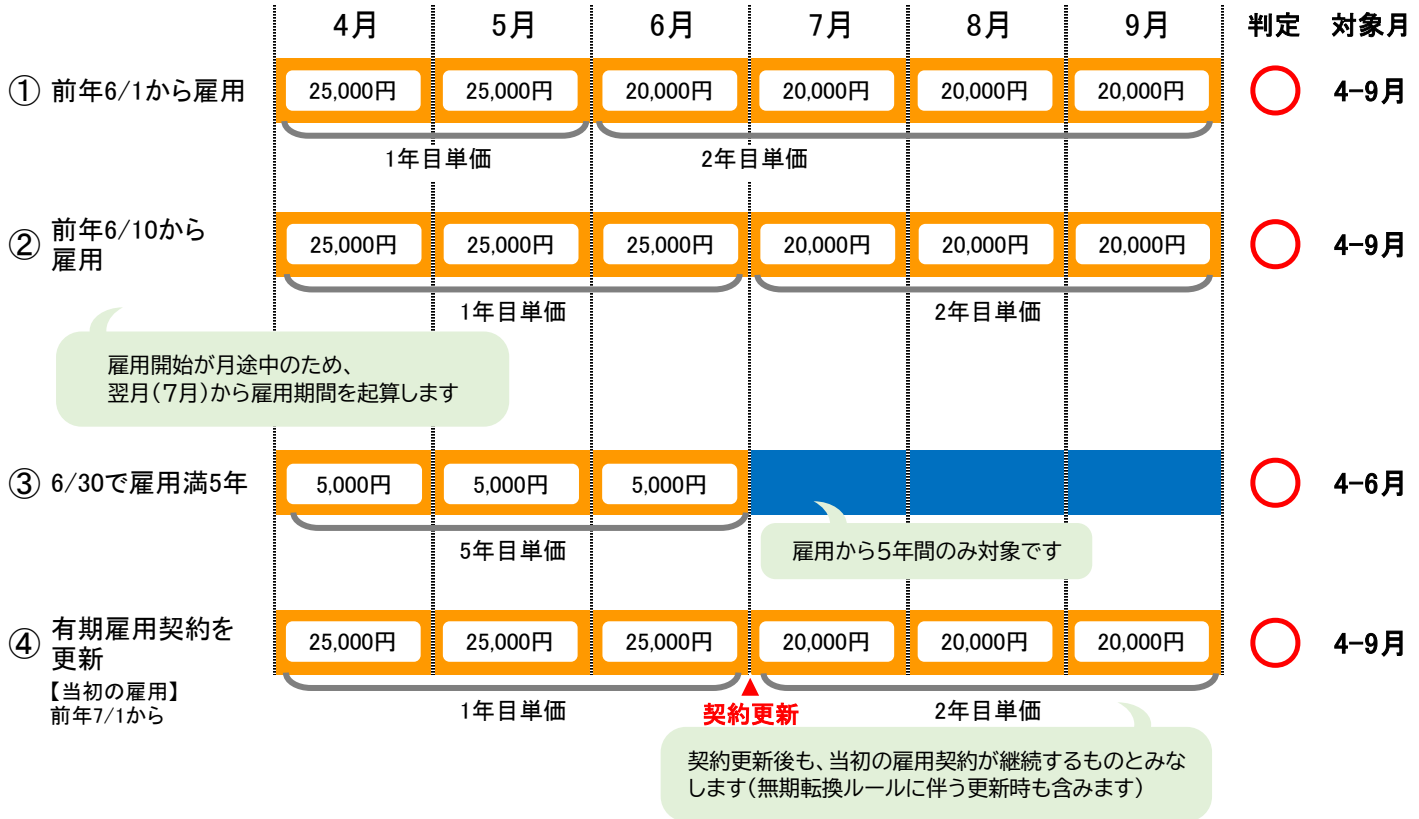 4月 5月 6月 7月 8月 9月 判定 対象月
① 前年6/1から雇用 25,000円 25,000円 20,000円 20,000円 20,000円 20,000円 ○ 4-9月
1年目単価 2年目単価
② 前年6/10から
雇用
25,000円 25,000円 25,000円 20,000円 20,000円 20,000円 ○ 4-9月
1年目単価 2年目単価
雇用開始が月途中のため、
翌月(7月)から雇用期間を起算します
③ 6/30で雇用満5年 5,000円 5,000円 5,000円 ○ 4-6月
5年目単価
雇用から5年間のみ対象です
④ 有期雇用契約を
更新
【当初の雇用】
前年7/1から
25,000円 25,000円 25,000円 20,000円 20,000円 20,000円 ○ 4-9月
1年目単価 ▲契約更新 2年目単価
契約更新後も、当初の雇用契約が継続するものとみな
します(無期転換ルールに伴う更新時も含みます)